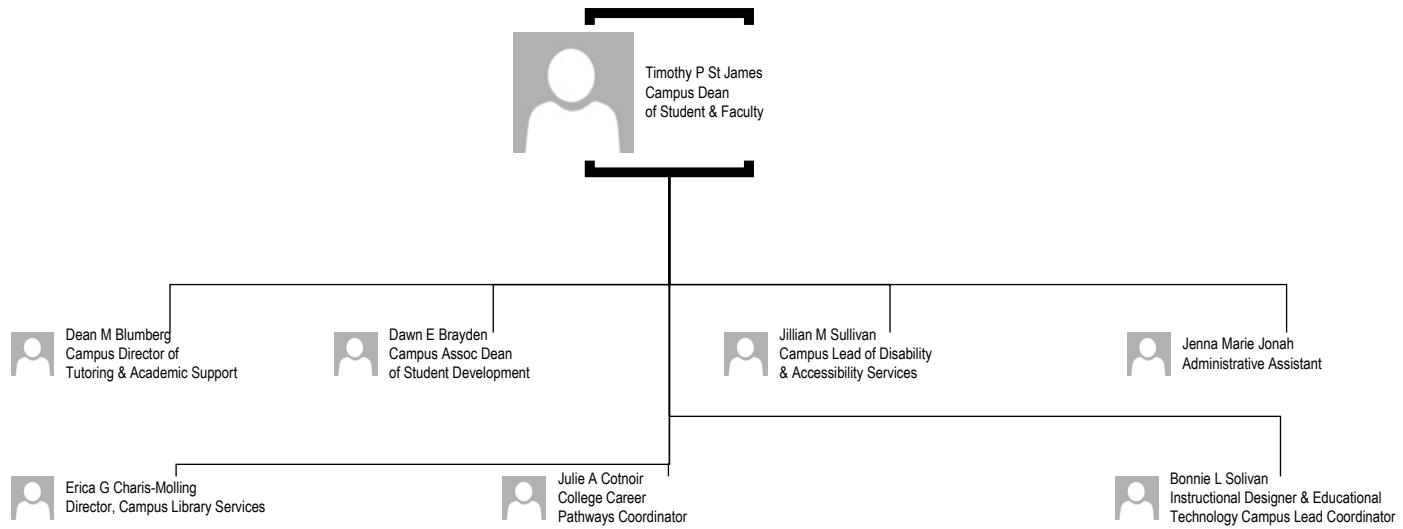 Timothy P St James
Campus Dean
of Student & Faculty
Dean M Blumberg
Campus Director of
Tutoring & Academic Support
Dawn E Brayden
Campus Assoc Dean
of Student Development
Jillian M Sullivan
Campus Lead of Disability
& Accessibility Services
Jenna Marie Jonah
Administrative Assistant
Erica G Charis-Molling
Director, Campus Library Services
Julie A Cotnoir
College Career
Pathways Coordinator
Bonnie L Solivan
Instructional Designer & Educational
Technology Campus Lead Coordinator